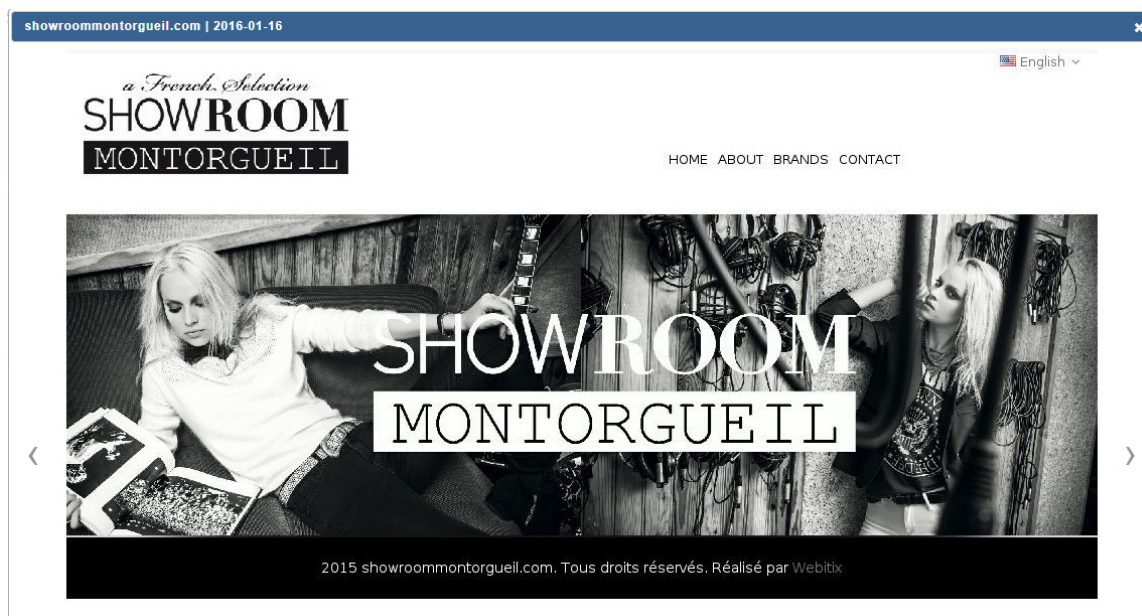 showroommontorgueil.com | 2016-01-16
English
a French Selection
SHOWROOM
MONTORGUEIL
HOME ABOUT BRANDS CONTACT
SHOWROOM
MONTORGUEIL
2015 showroommontorgueil.com. Tous droits réservés. Réalisé par Webitix